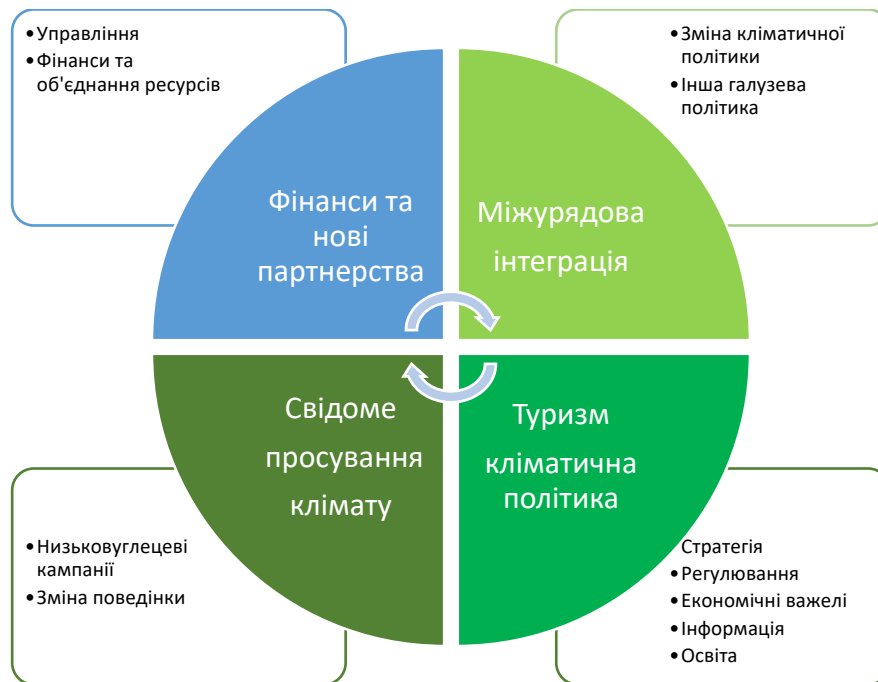 •Управління
•Фінанси та
об'єднання ресурсів
•Зміна кліматичної
політики
•Інша галузева
політика
Фінанси та
нові
партнерства
Міжурядова
інтеграція
Свідоме
просування
клімату
Туризм
кліматична
політика
•Низьковуглецеві
кампанії
•Зміна поведінки
Стратегія
•Регулювання
•Економічні важелі
•Інформація
•Освіта